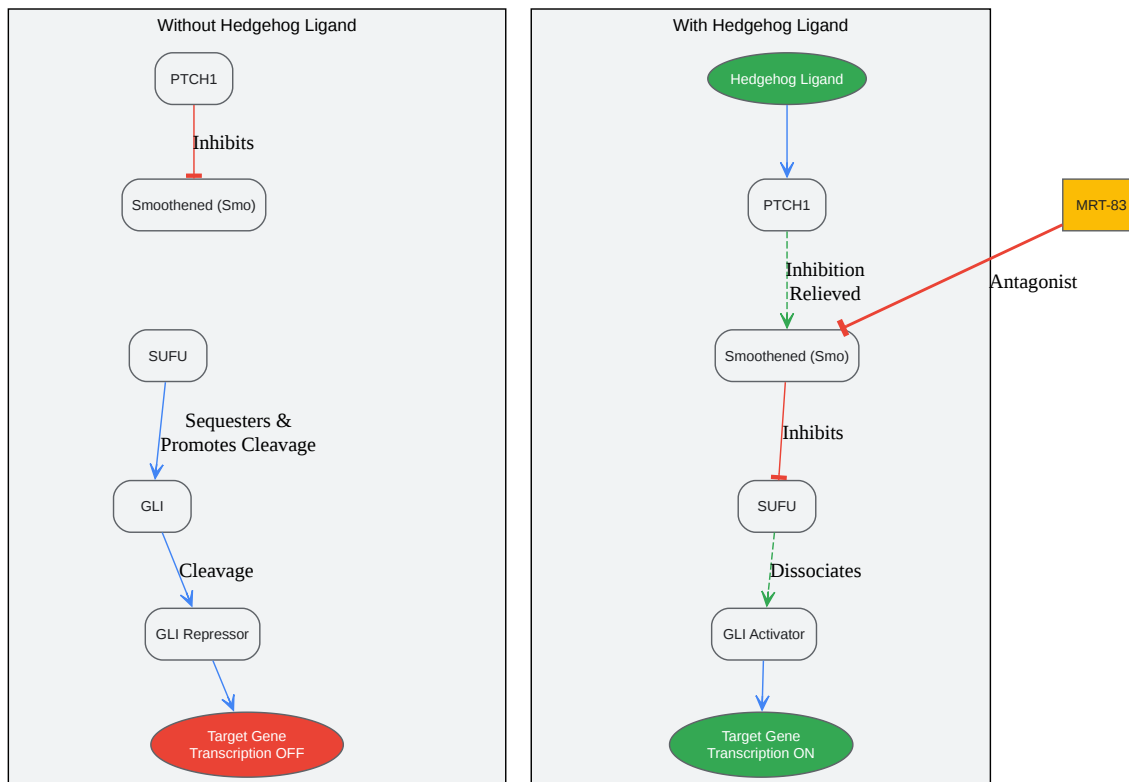 Without Hedgehog Ligand
PTCH1
Inhibits
Smoothened (Smo)
SUFU
Sequesters &
Promotes Cleavage
GLI
Cleavage
GLI Repressor
Target Gene
Transcription OFF
With Hedgehog Ligand
Hedgehog Ligand
PTCH1
Inhibition
Relieved
Smoothened (Smo)
Inhibits
SUFU
Dissociates
GLI Activator
Target Gene
Transcription ON
MRT-83
Antagonist